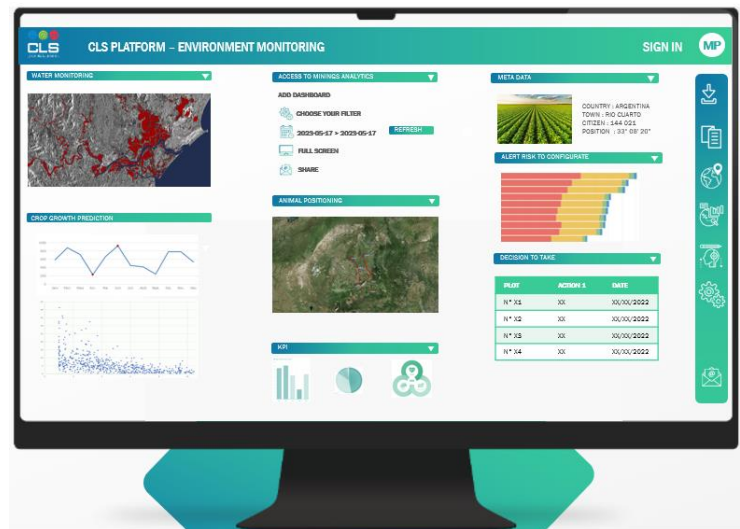 CLS
CLS PLATFORM – ENVIRONMENT MONITORING
SIGN IN
MP
WATER MONITORING
CROP GROWTH PREDICTION
ACCESS TO MININGS ANALYTICS
ADD DASHBOARD
CHOOSE YOUR FILTER
2023-05-17 > 2023-05-17
REFRESH
FULL SCREEN
SHARE
ANIMAL POSITIONING
KPI
META DATA
COUNTRY : ARGENTINA
TOWN : RIO CUARTO
CITIZEN : 144 021
POSITION : 33° 08' 20"
ALERT RISK TO CONFIGURATE
DECISION TO TAKE
PLOT ACTION 1 DATE
N° X1 XX XX/XX/2022
N° X2 XX XX/XX/2022
N° X3 XX XX/XX/2022
N° X4 XX XX/XX/2022